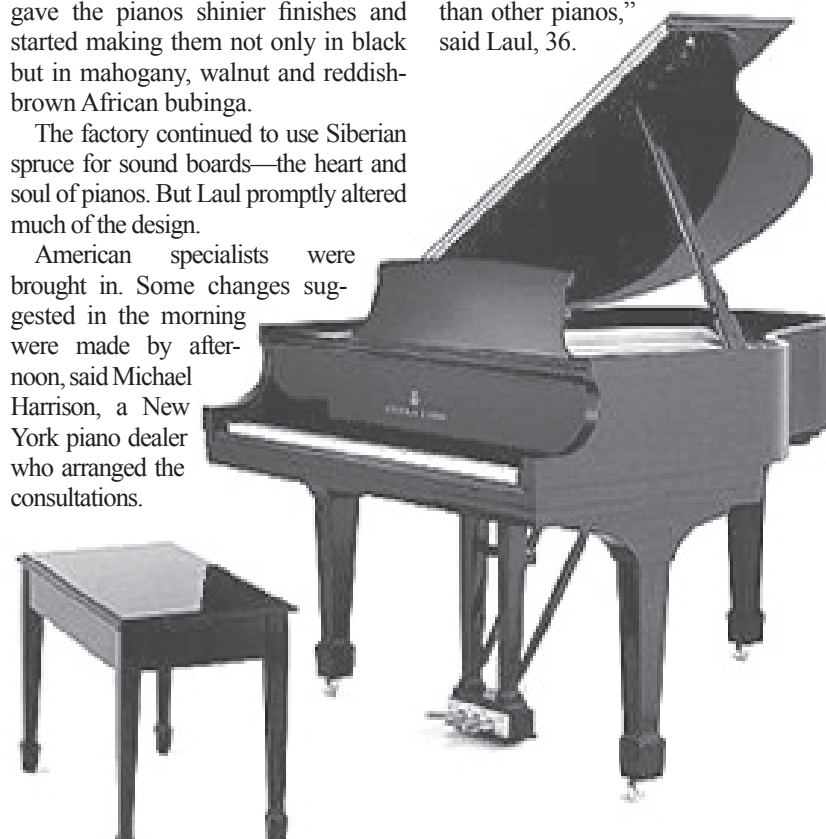 gave the pianos shinier finishes and
started making them not only in black
but in mahogany, walnut and reddish-
brown African bubinga.
The factory continued to use Siberian
spruce for sound boards—the heart and
soul of pianos. But Laul promptly altered
much of the design.
American specialists were
brought in. Some changes sug-
gested in the morning
were made by after-
noon, said Michael
Harrison, a New
York piano dealer
who arranged the
consultations.
than other pianos,”
said Laul, 36.